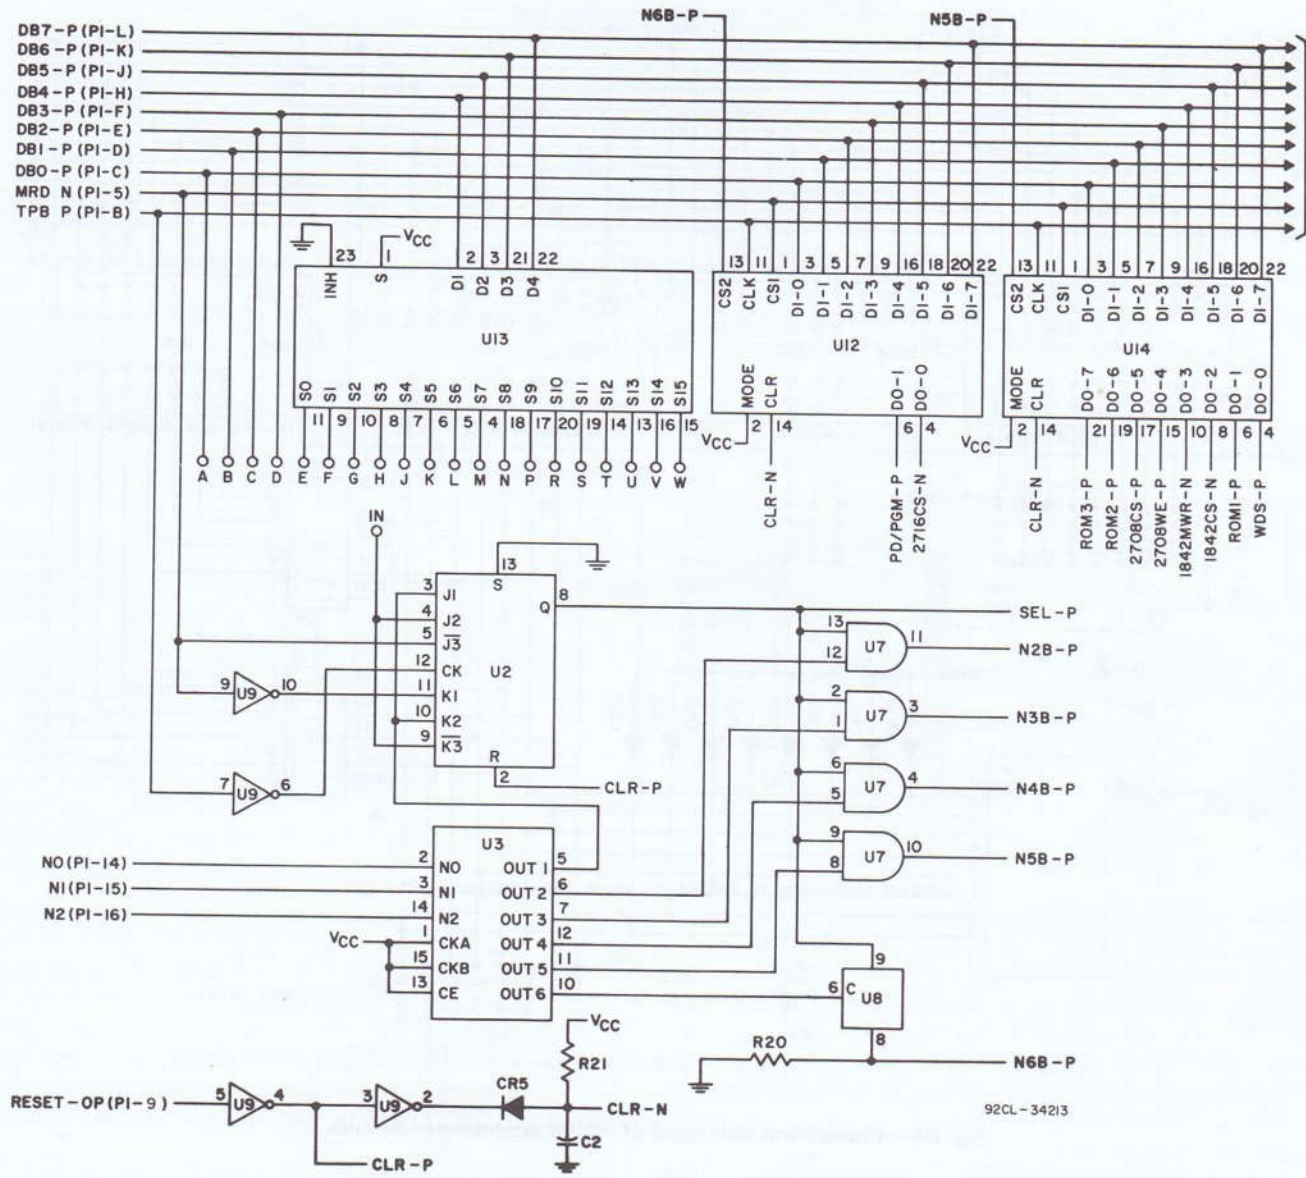 N6B-P
N5B-P
DB7-P (PI-L)
DB6-P (PI-K)
DB5-P (PI-J)
DB4-P (PI-H)
DB3-P (PI-F)
DB2-P (PI-E)
DB1-P (PI-D)
DB0-P (PI-C)
MRD N (PI-5)
TPB P (PI-B)
VCC
23 1 2 3 21 22
INH S D1 D2 D3 D4
U13
S0 S1 S2 S3 S4 S5 S6 S7 S8 S9 S10 S11 S12 S13 S14 S15
11 9 10 8 7 6 5 4 18 17 20 19 14 13 16 15
A B C D E F G H J K L M N P R S T U V W
13 11 1 3 5 7 9 16 18 20 22
CS2 CLK CS1 DI-0 DI-1 DI-2 DI-3 DI-4 DI-5 DI-6 DI-7
U12
MODE CLR DO-1 DO-0
VCC 2 14 6 4
CLR-N PD/PGM-P 2716CS-N
13 11 1 3 5 7 9 16 18 20 22
CS2 CLK CS1 DI-0 DI-1 DI-2 DI-3 DI-4 DI-5 DI-6 DI-7
U14
MODE CLR DO-7 DO-6 DO-5 DO-4 DO-3 DO-2 DO-1 DO-0
VCC 2 14 21 19 17 15 10 8 6 4
CLR-N ROM3-P ROM2-P 2708CS-P 2708WE-P 1842MWR-N 1842CS-N ROM1-P WDS-P
IN
13
S
3 J1
4 J2
5 J3
12 CK
11 K1
10 K2
9 K3
U2
Q 8
R
2
CLR-P
9 U9 10
7 U9 6
SEL-P
13 12 U7 11 N2B-P
2 1 U7 3 N3B-P
6 5 U7 4 N4B-P
9 8 U7 10 N5B-P
U3
N0 (PI-14) 2 N0 OUT 1 5
N1 (PI-15) 3 N1 OUT 2 6
N2 (PI-16) 14 N2 OUT 3 7
VCC 1 CKA OUT 4 12
15 CKB OUT 5 11
13 CE OUT 6 10
9
6 C U8
8
R20
N6B-P
VCC
R21
RESET-OP (PI-9) 5 U9 4 3 U9 2 CR5 CLR-N
C2
CLR-P
92CL-34213